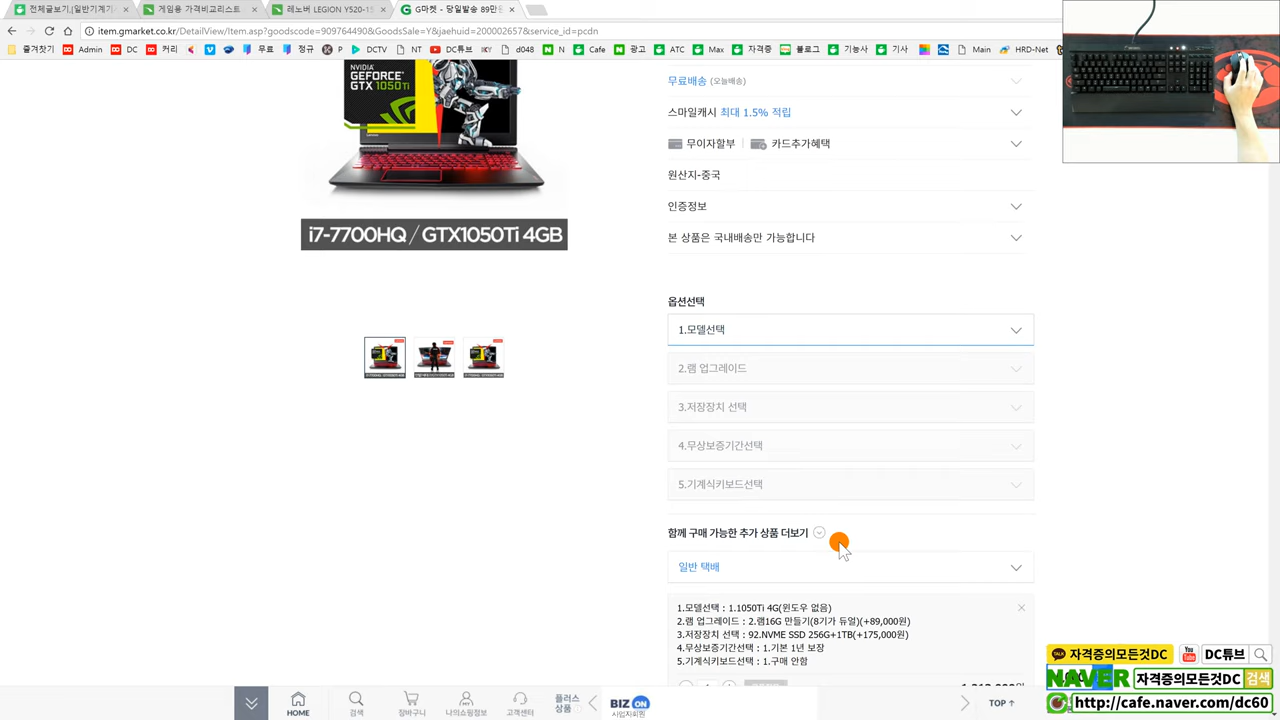 전체글보기,[일반기계기
게임용 가격비교리스트
레노버 LEGION Y520-15
G마켓 - 당일발송 89만원
item.gmarket.co.kr/DetailView/Item.asp?goodscode=909764490&GoodsSale=Y&jaehuid=200002657&service_id=pcdn
즐겨찾기 Admin DC 커리 무료 정규 P DCTV NT DC튜브 d048 N Cafe 광고 ATC Max 자격증 블로그 기능사 기사 Main HRD-Net
NVIDIA
GEFORCE
GTX 1050Ti
i7-7700HQ / GTX1050Ti 4GB
무료배송 (오늘배송)
스마일캐시 최대 1.5% 적립
무이자할부 카드추가혜택
원산지-중국
인증정보
본 상품은 국내배송만 가능합니다
옵션선택
1.모델선택
2.램 업그레이드
3.저장장치 선택
4.무상보증기간선택
5.기계식키보드선택
함께 구매 가능한 추가 상품 더보기
일반 택배
1.모델선택 : 1.1050Ti 4G(윈도우 없음)
2.램 업그레이드 : 2.램16G 만들기(8기가 듀얼)(+89,000원)
3.저장장치 선택 : 92.NVME SSD 256G+1TB(+175,000원)
4.무상보증기간선택 : 1.기본 1년 보장
5.기계식키보드선택 : 1.구매 안함
HOME
검색
장바구니
나의쇼핑정보
고객센터
플러스
상품
BIZ ON
사업자회원
TOP
TALK 자격증의모든것DC You Tube DC튜브
NAVER 자격증의모든것DC 검색
http://cafe.naver.com/dc60